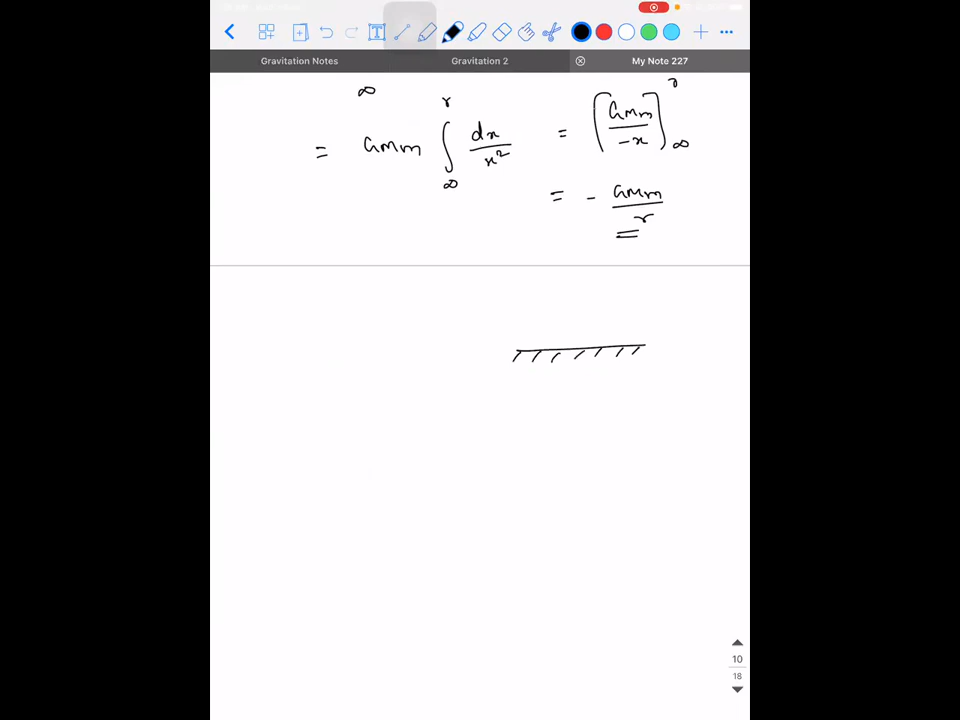 Gravitation Notes Gravitation 2 My Note 227
∞
= GMm ∫_∞^r dx/x² = [GMm/-x]_∞^r
= - GMm/r
10
18